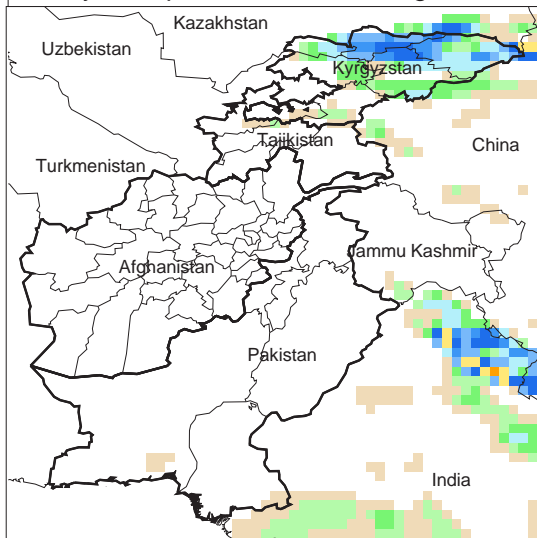 Kazakhstan
Uzbekistan
Kyrgyzstan
China
Tajikistan
Turkmenistan
Jammu Kashmir
Afghanistan
Pakistan
India